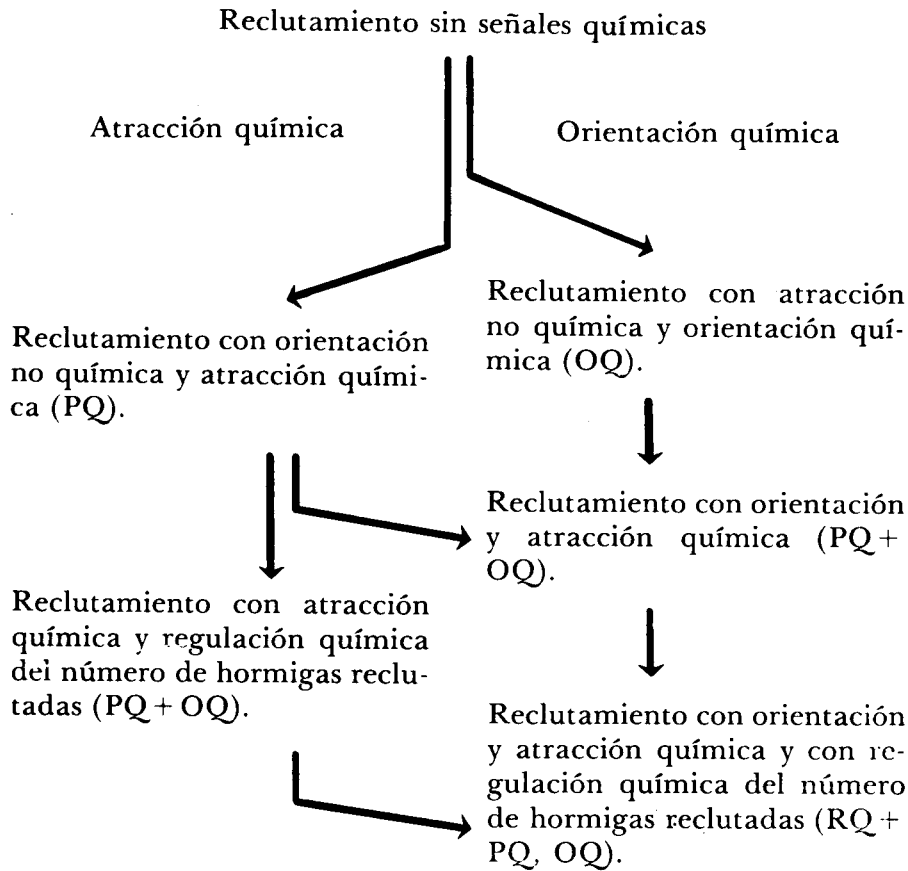 Reclutamiento sin señales químicas
Atracción química
Orientación química
Reclutamiento con atracción
no química y orientación quí-
mica (OQ).
Reclutamiento con orientación
no química y atracción quími-
ca (PQ).
Reclutamiento con orientación
y atracción química (PQ+
OQ).
Reclutamiento con atracción
química y regulación química
del número de hormigas reclu-
tadas (PQ + OQ).
Reclutamiento con orientación
y atracción química y con re-
gulación química del número
de hormigas reclutadas (RQ +
PQ, OQ).